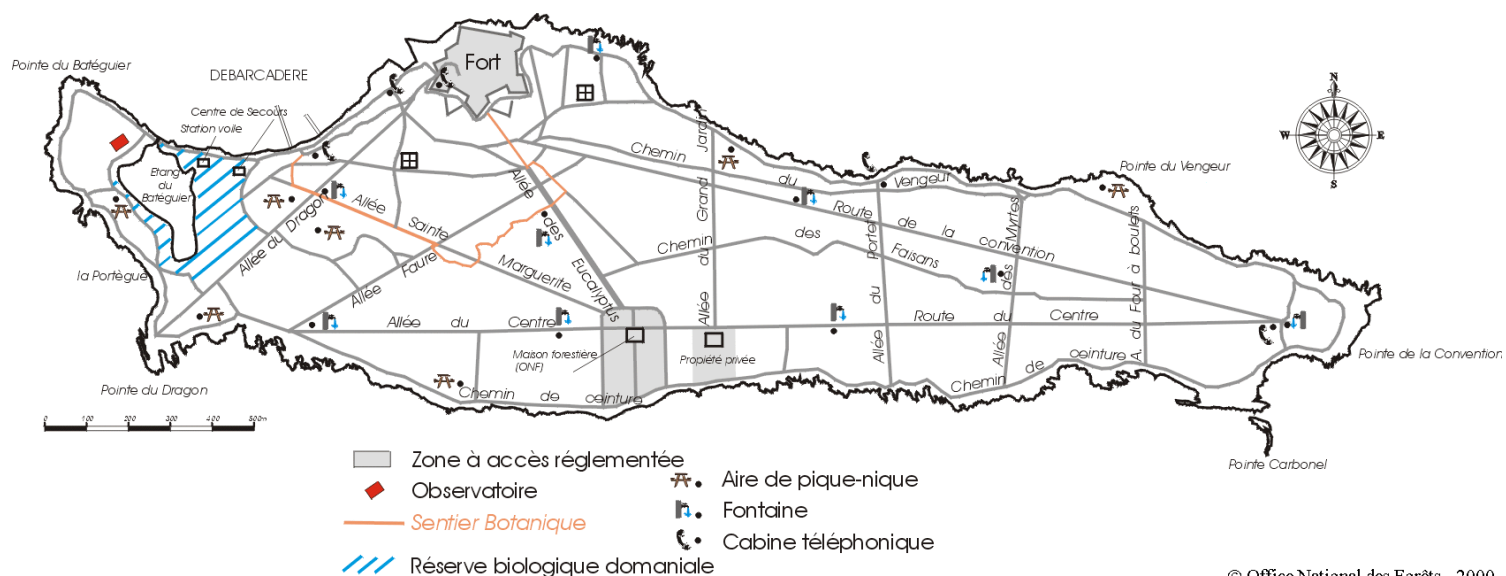 Pointe du Batéguier
DEBARCADERE
Centre de Secours
Station voile
Fort
Etang
du
Batéguier
la Portègue
Pointe du Dragon
Allée du Dragon
Allée Sainte Marguerite
Allée Faure
Allée des Eucalyptus
Allée du Grand Jardin
Chemin du Vengeur
Route de la convention
Chemin des Faisans
Allée du Centre
Route du Centre
Allée du portet
Allée des Myrtes
A. du Four à boulets
Chemin de ceinture
Chemin de ceinture
Maison forestière
(ONF)
Propriété privée
Pointe du Vengeur
Pointe de la Convention
Pointe Carbonel
N
W
E
S
0 100 200 300 400 500m
Zone à accès réglementée
Observatoire
Sentier Botanique
Réserve biologique domaniale
Aire de pique-nique
Fontaine
Cabine téléphonique
© Office National des Forêts - 2000